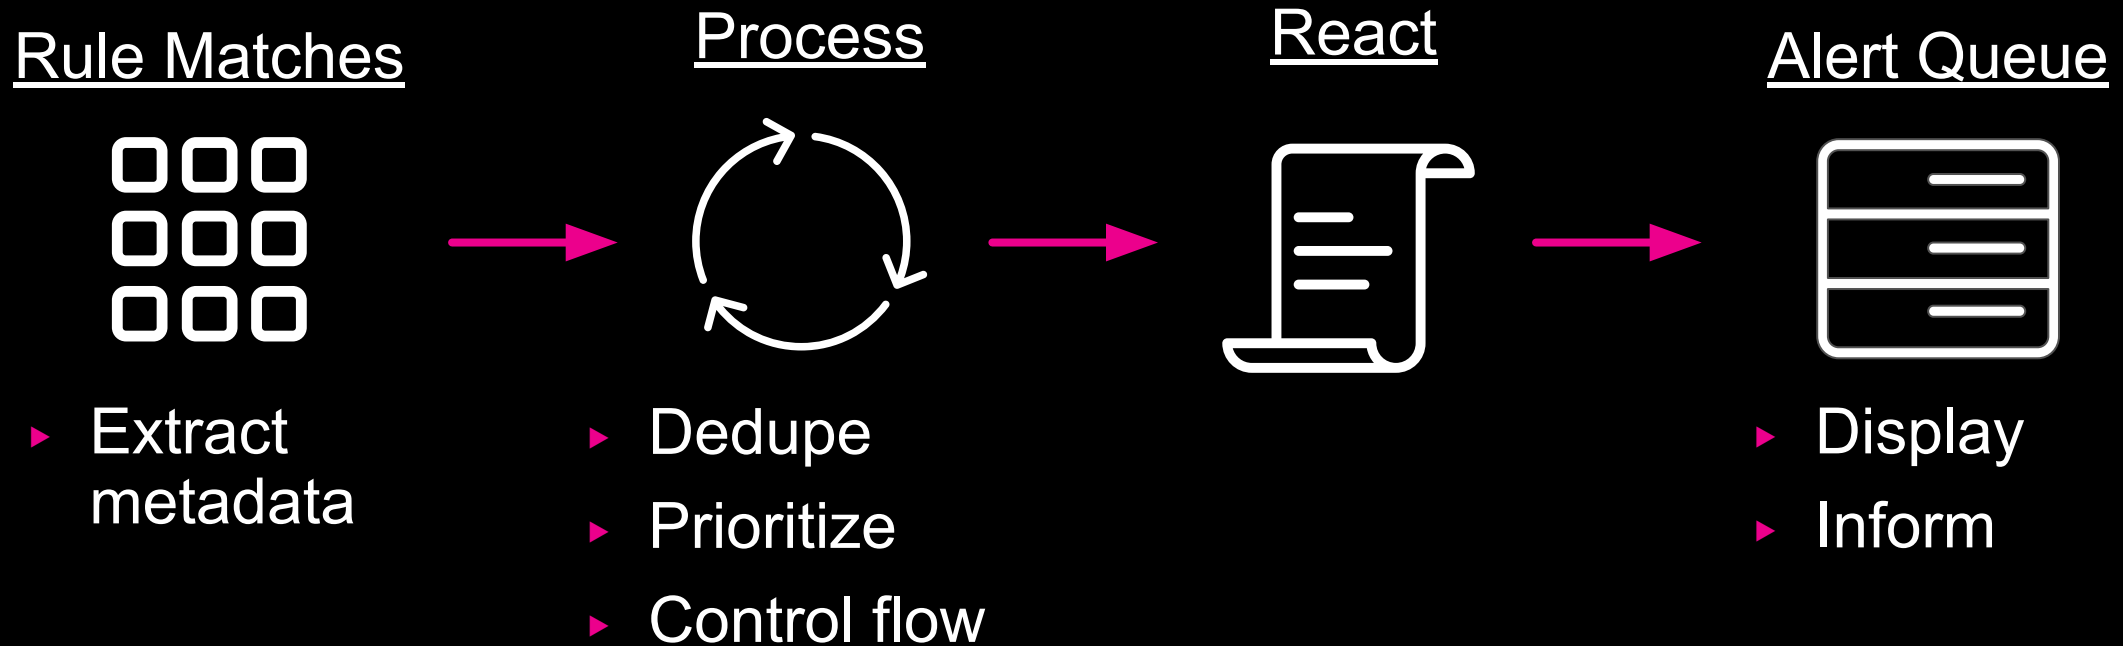 Rule Matches
Process
React
Alert Queue
Extract
metadata
Dedupe
Prioritize
Control flow
Display
Inform